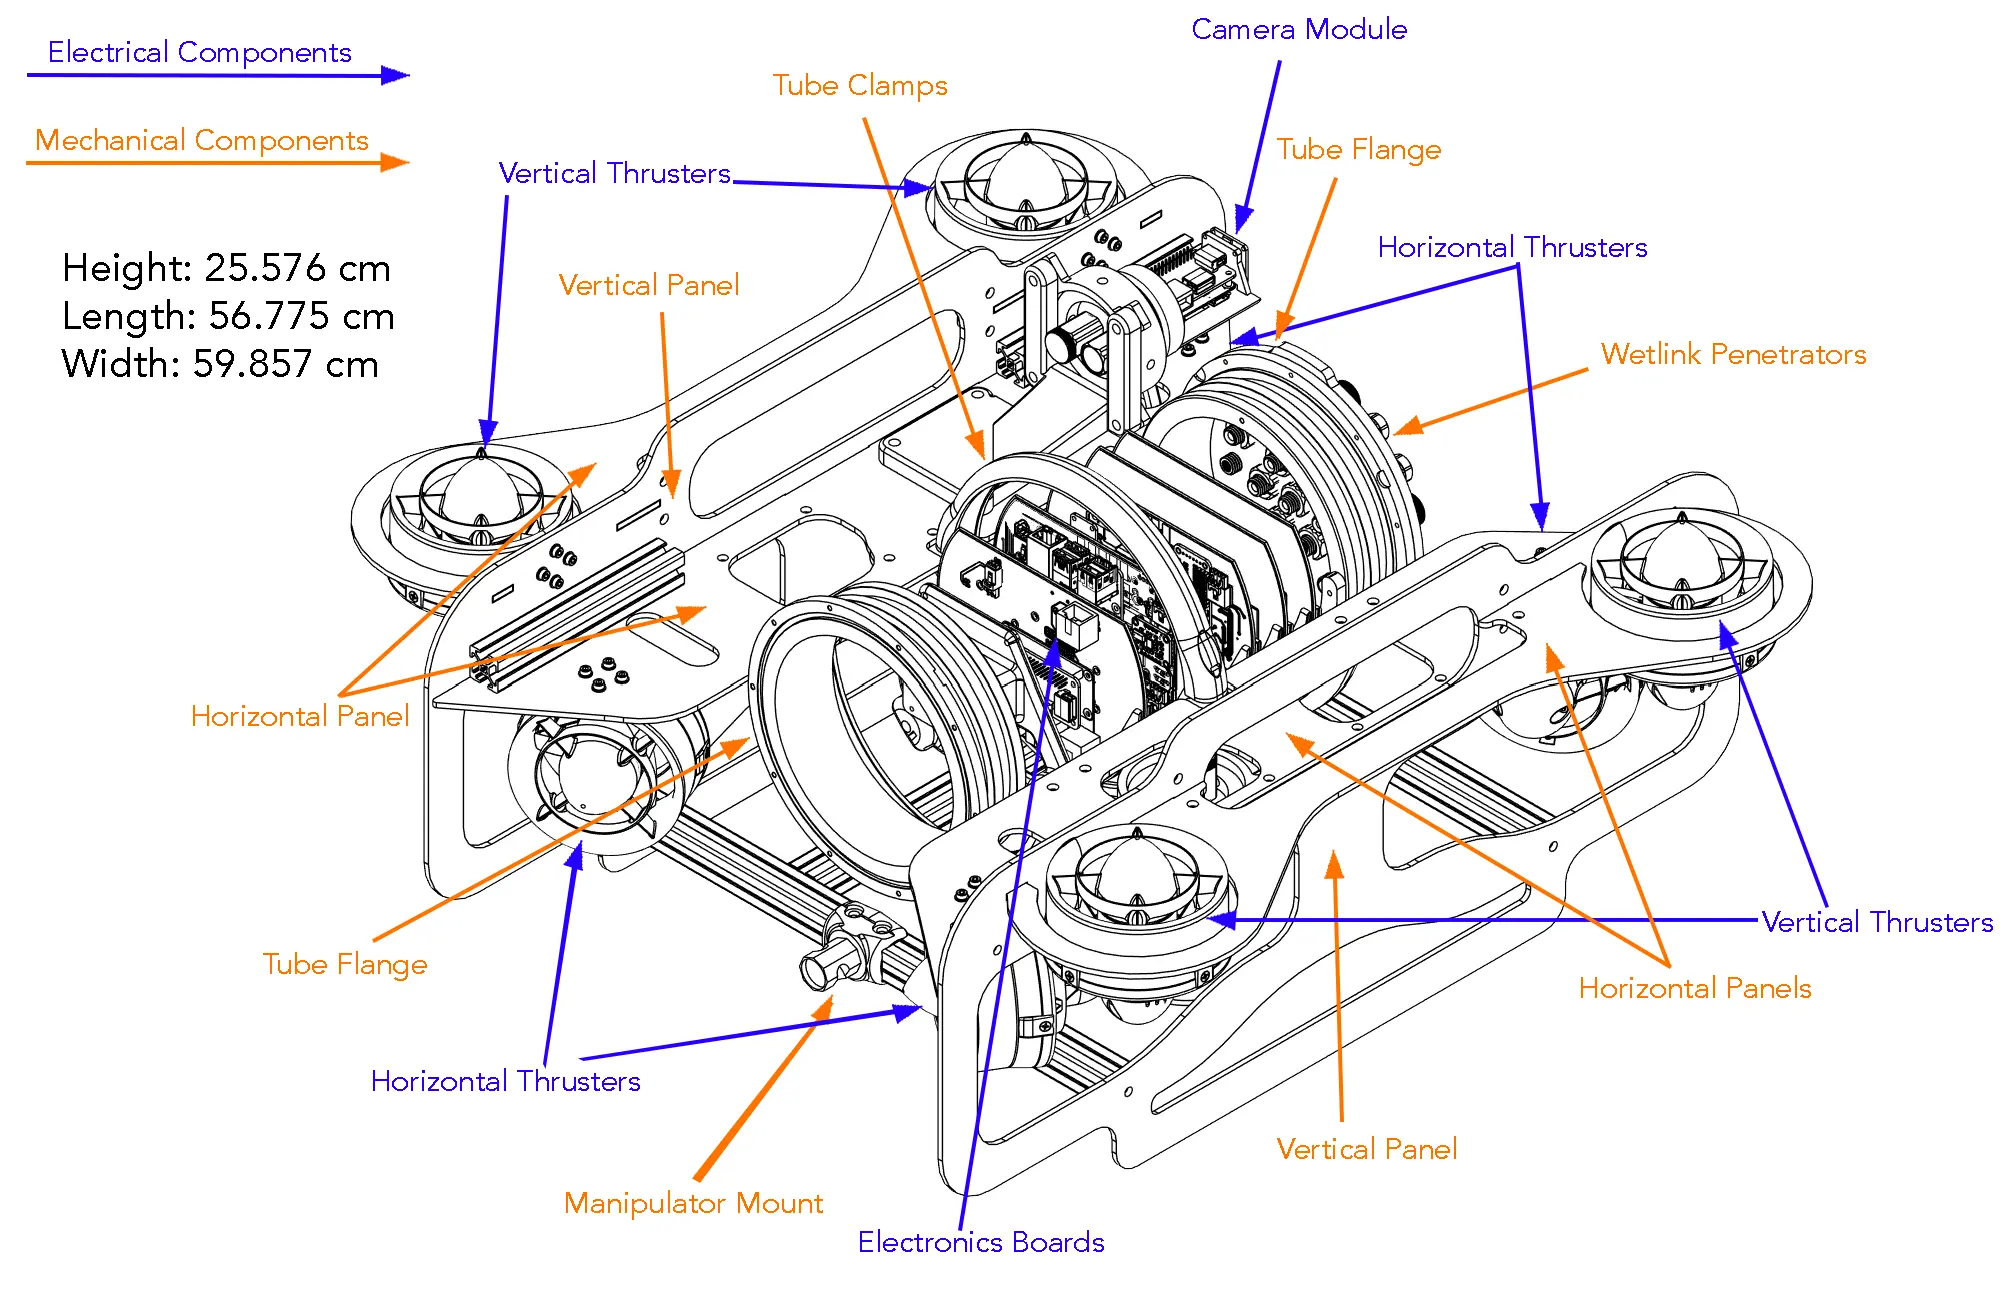 Camera Module
Electrical Components
Tube Clamps
Mechanical Components
Tube Flange
Vertical Thrusters
Horizontal Thrusters
Height: 25.576 cm
Length: 56.775 cm
Width: 59.857 cm
Vertical Panel
Wetlink Penetrators
Horizontal Panel
Vertical Thrusters
Tube Flange
Horizontal Panels
Horizontal Thrusters
Vertical Panel
Manipulator Mount
Electronics Boards